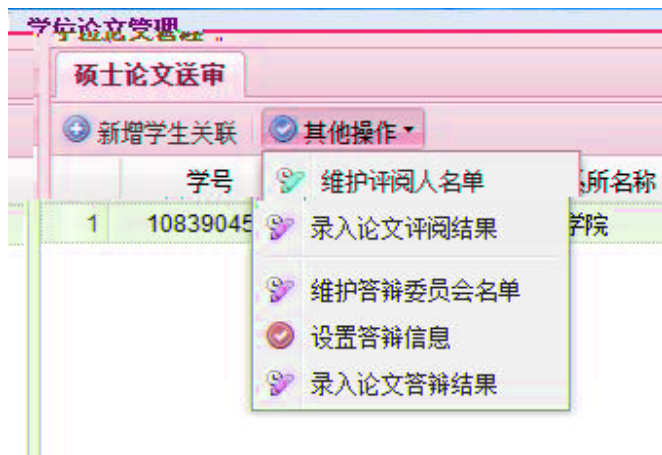 学位论文管理
硕士论文送审
新增学生关联 其他操作
学号 所名称
维护评阅人名单
1 10839045 学院
录入论文评阅结果
维护答辩委员会名单
设置答辩信息
录入论文答辩结果